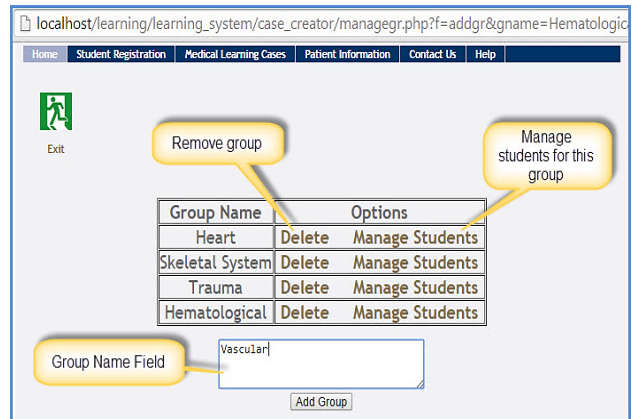 localhost/learning/learning_system/case_creator/managegr.php?f=addgr&gname=Hematologic
Home Student Registration Medical Learning Cases Patient Information Contact Us Help
Exit
Remove group
Manage
students for this
group
Group Name Options
Heart Delete Manage Students
Skeletal System Delete Manage Students
Trauma Delete Manage Students
Hematological Delete Manage Students
Group Name Field
Vascular
Add Group